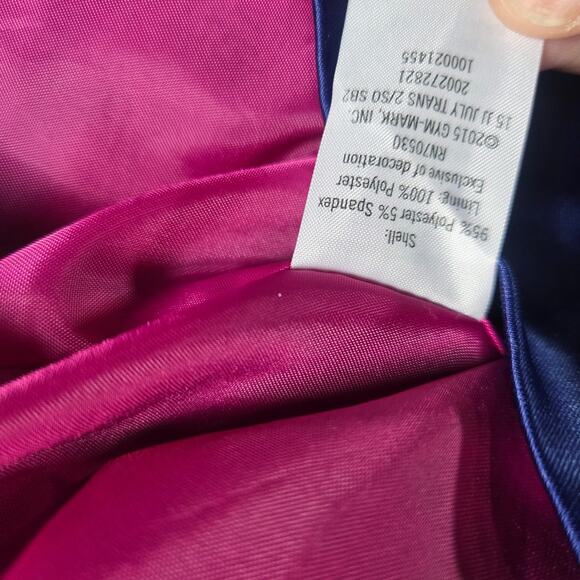 Shell:
95% Polyester 5% Spandex
Lining: 100% Polyester
Exclusive of decoration
RN70530
©2015 GYM-MARK, INC.
15 JJ JULY TRANS 2/SO SB2
200272821
100021455